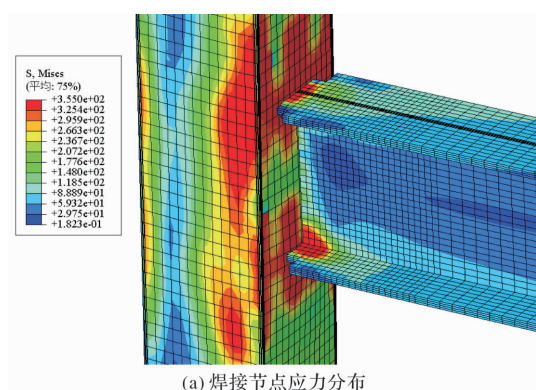 S, Mises
(平均: 75%)
+3.550e+02
+3.254e+02
+2.959e+02
+2.663e+02
+2.367e+02
+2.072e+02
+1.776e+02
+1.480e+02
+1.185e+02
+8.889e+01
+5.932e+01
+2.975e+01
+1.823e-01
(a) 焊接节点应力分布